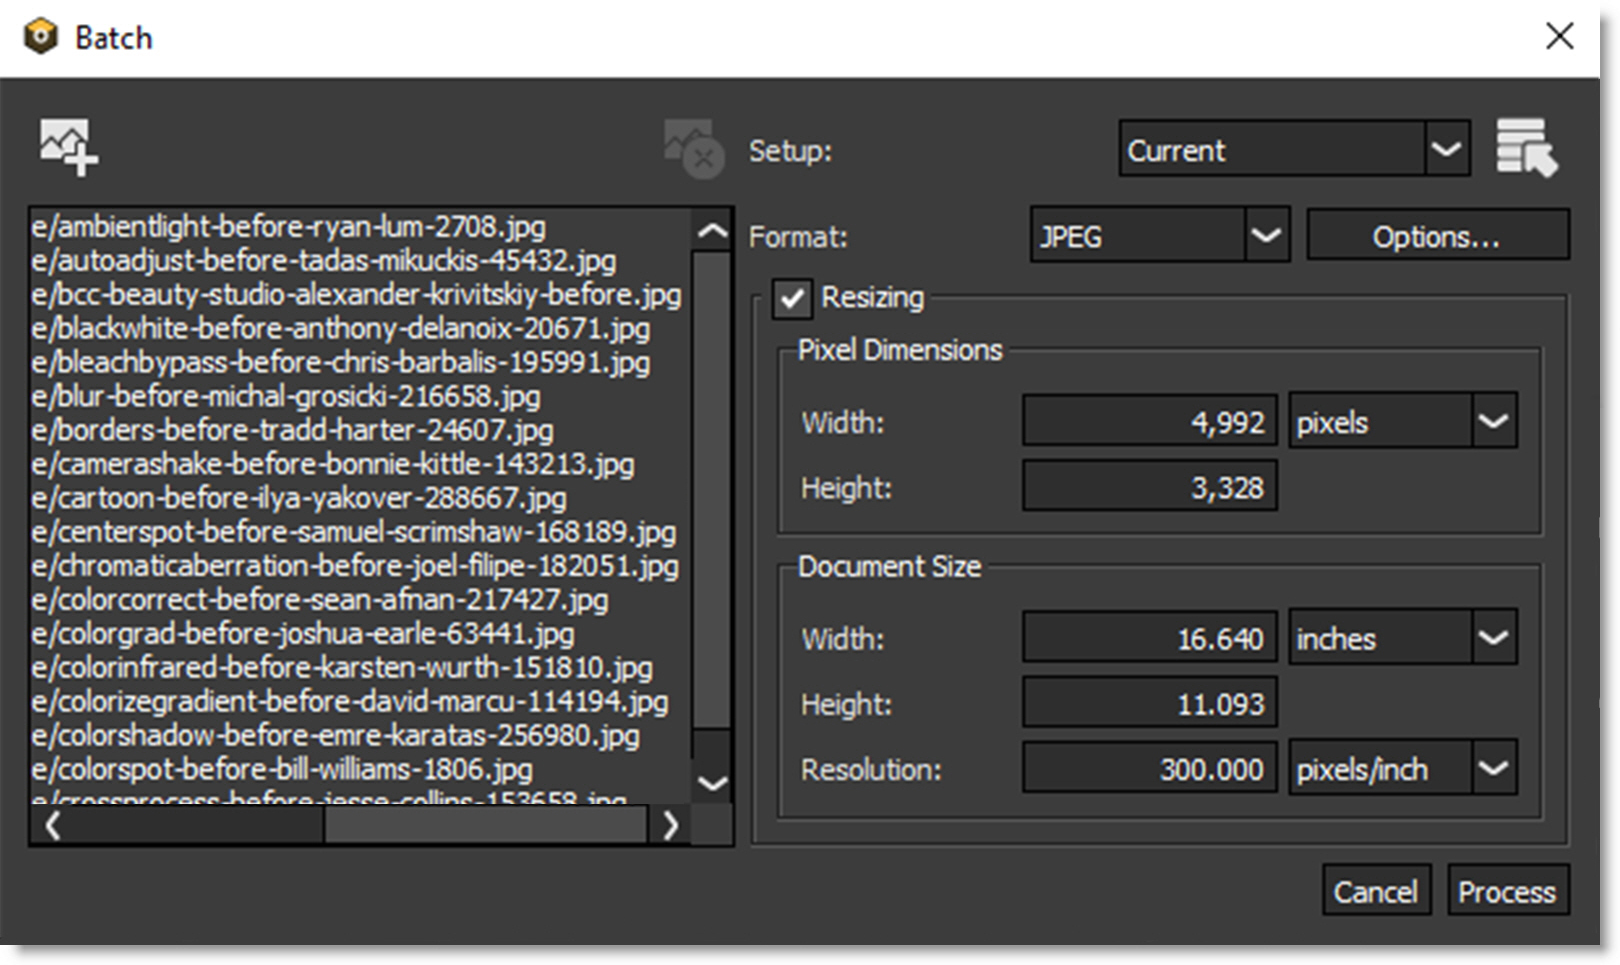 Batch
Setup:
Current
e/ambientlight-before-ryan-lum-2708.jpg
e/autoadjust-before-tadas-mikuckis-45432.jpg
e/bcc-beauty-studio-alexander-krivitskiy-before.jpg
e/blackwhite-before-anthony-delanoix-20671.jpg
e/bleachbypass-before-chris-barbalis-195991.jpg
e/blur-before-michal-grosicki-216658.jpg
e/borders-before-tradd-harter-24607.jpg
e/camerashake-before-bonnie-kittle-143213.jpg
e/cartoon-before-ilya-yakover-288667.jpg
e/centerspot-before-samuel-scrimshaw-168189.jpg
e/chromaticaberration-before-joel-filipe-182051.jpg
e/colorcorrect-before-sean-afnan-217427.jpg
e/colorgrad-before-joshua-earle-63441.jpg
e/colorinfrared-before-karsten-wurth-151810.jpg
e/colorizegradient-before-david-marcu-114194.jpg
e/colorshadow-before-emre-karatas-256980.jpg
e/colorspot-before-bill-williams-1806.jpg
e/crossprocess-before-jesse-collins-153658.jpg
Format:
JPEG
Options...
Resizing
Pixel Dimensions
Width:
4,992
pixels
Height:
3,328
Document Size
Width:
16.640
inches
Height:
11.093
Resolution:
300.000
pixels/inch
Cancel
Process